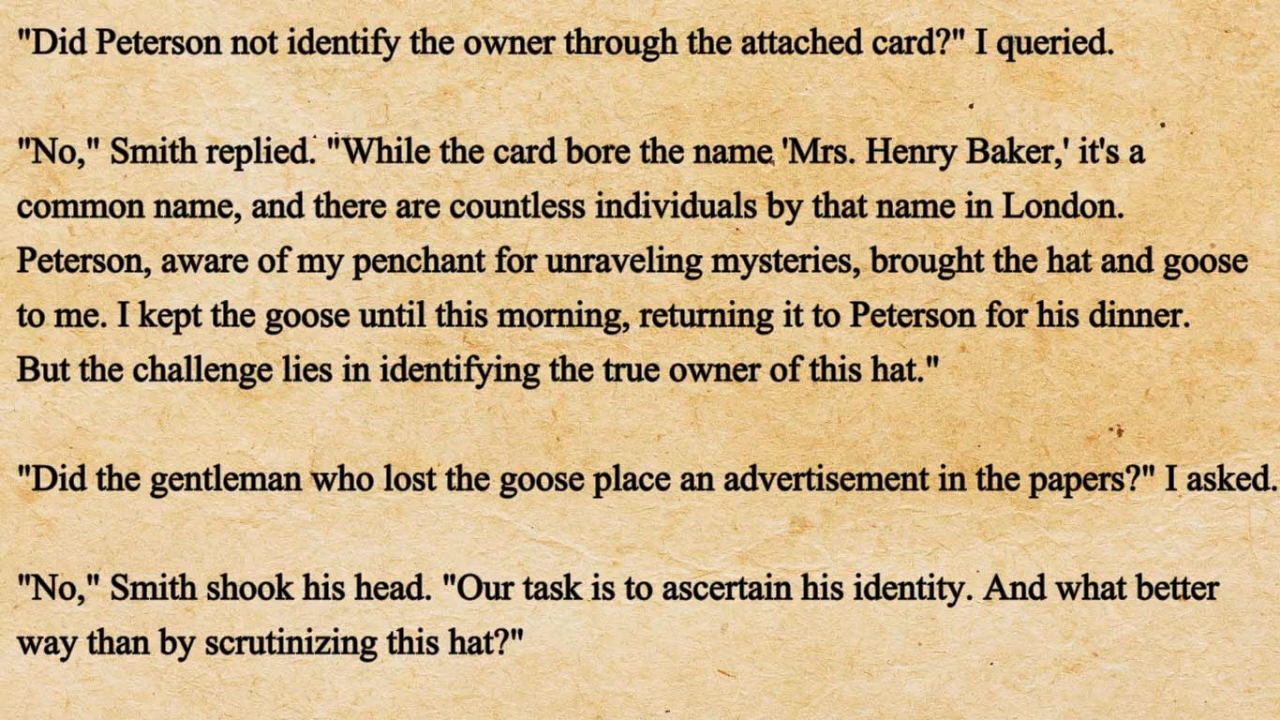 "Did Peterson not identify the owner through the attached card?" I queried.
"No," Smith replied. "While the card bore the name 'Mrs. Henry Baker,' it's a
common name, and there are countless individuals by that name in London.
Peterson, aware of my penchant for unraveling mysteries, brought the hat and goose
to me. I kept the goose until this morning, returning it to Peterson for his dinner.
But the challenge lies in identifying the true owner of this hat."
"Did the gentleman who lost the goose place an advertisement in the papers?" I asked.
"No," Smith shook his head. "Our task is to ascertain his identity. And what better
way than by scrutinizing this hat?"